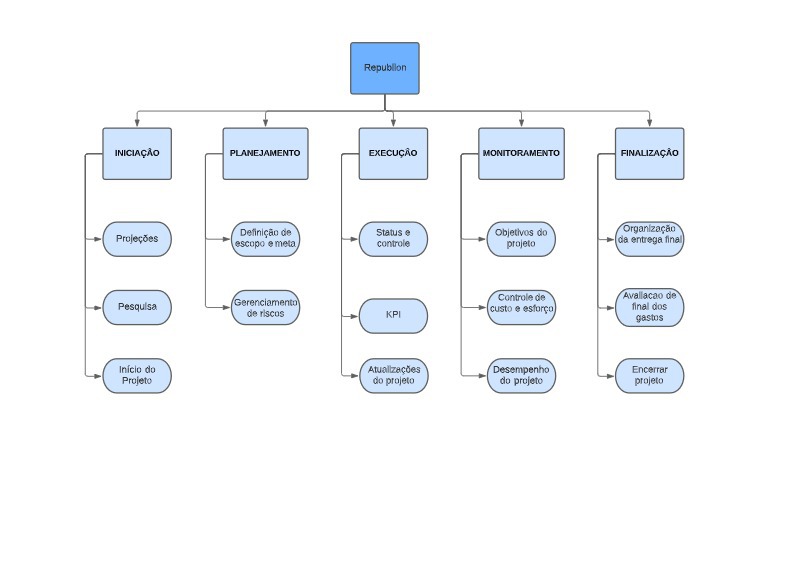 Republion
INICIAÇÃO
PLANEJAMENTO
EXECUÇÃO
MONITORAMENTO
FINALIZAÇÃO
Projeções
Definição de
escopo e meta
Status e
controle
Objetivos do
projeto
Organização
da entrega final
Pesquisa
Gerenciamento
de riscos
KPI
Controle de
custo e esforço
Avaliacao de
final dos
gastos
Início do
Projeto
Atualizações
do projeto
Desempenho
do projeto
Encerrar
projeto